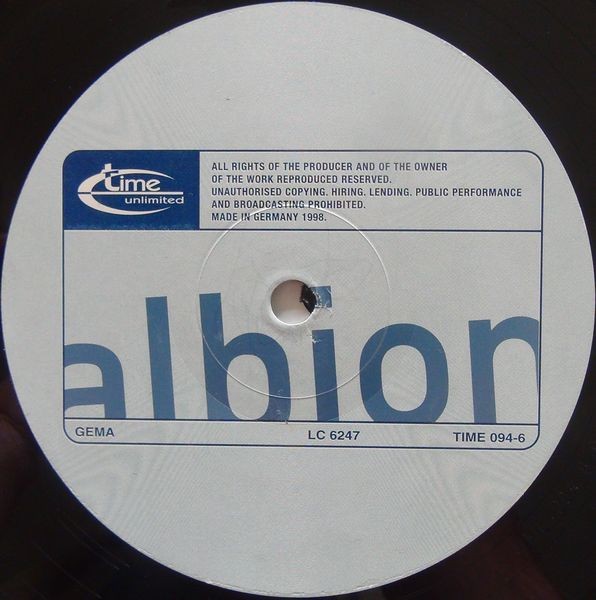 time
unlimited
ALL RIGHTS OF THE PRODUCER AND OF THE OWNER
OF THE WORK REPRODUCED RESERVED.
UNAUTHORISED COPYING. HIRING. LENDING. PUBLIC PERFORMANCE
AND BROADCASTING PROHIBITED.
MADE IN GERMANY 1998.
albion
GEMA LC 6247 TIME 094-6